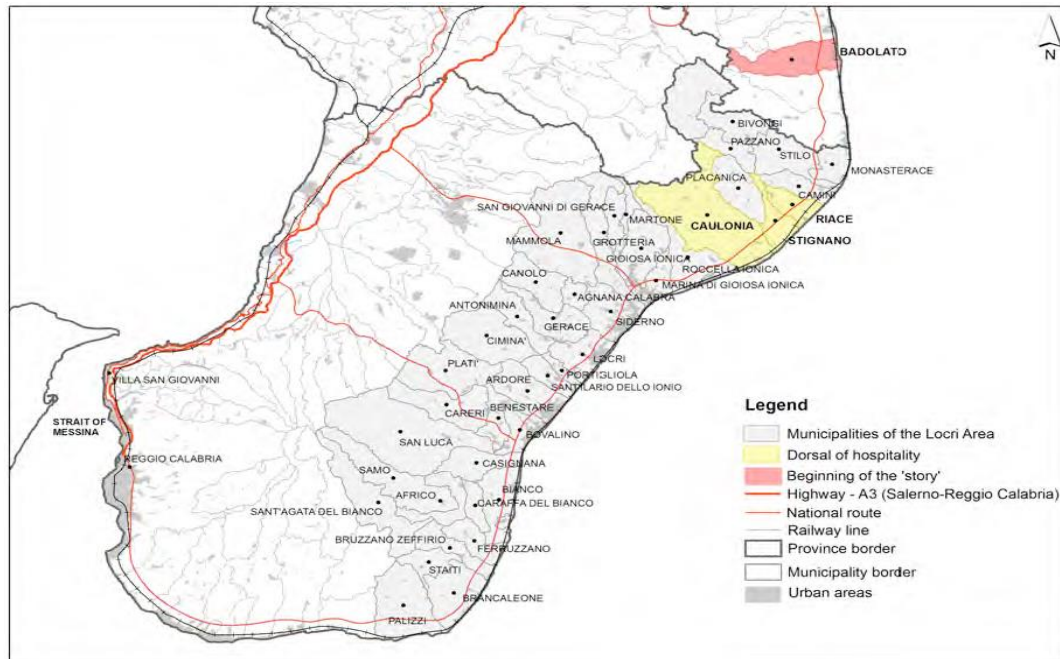 BADOLATO
N
BIVONGI
PAZZANO
STILO
MONASTERACE
PLACANICA
CAMINI
SAN GIOVANNI DI GERACE
MARTONE
RIACE
CAULONIA
STIGNANO
MAMMOLA
GROTTERIA
GIOIOSA IONICA
ROCCELLA IONICA
CANOLO
MARINA DI GIOIOSA IONICA
AGNANA CALABRA
ANTONIMINA
SIDERNO
GERACE
CIMINA'
LOCRI
PLATI'
PORTIGLIOLA
VILLA SAN GIOVANNI
ARDORE
SANT'ILARIO DELLO IONIO
CARERI
BENESTARE
STRAIT OF
MESSINA
SAN LUCA
BOVALINO
REGGIO CALABRIA
CASIGNANA
SAMO
BIANCO
AFRICO
CARAFFA DEL BIANCO
SANT'AGATA DEL BIANCO
BRUZZANO ZEFFIRIO
FERRUZZANO
STAITI
BRANCALEONE
PALIZZI
Legend
Municipalities of the Locri Area
Dorsal of hospitality
Beginning of the 'story'
Highway - A3 (Salerno-Reggio Calabria)
National route
Railway line
Province border
Municipality border
Urban areas